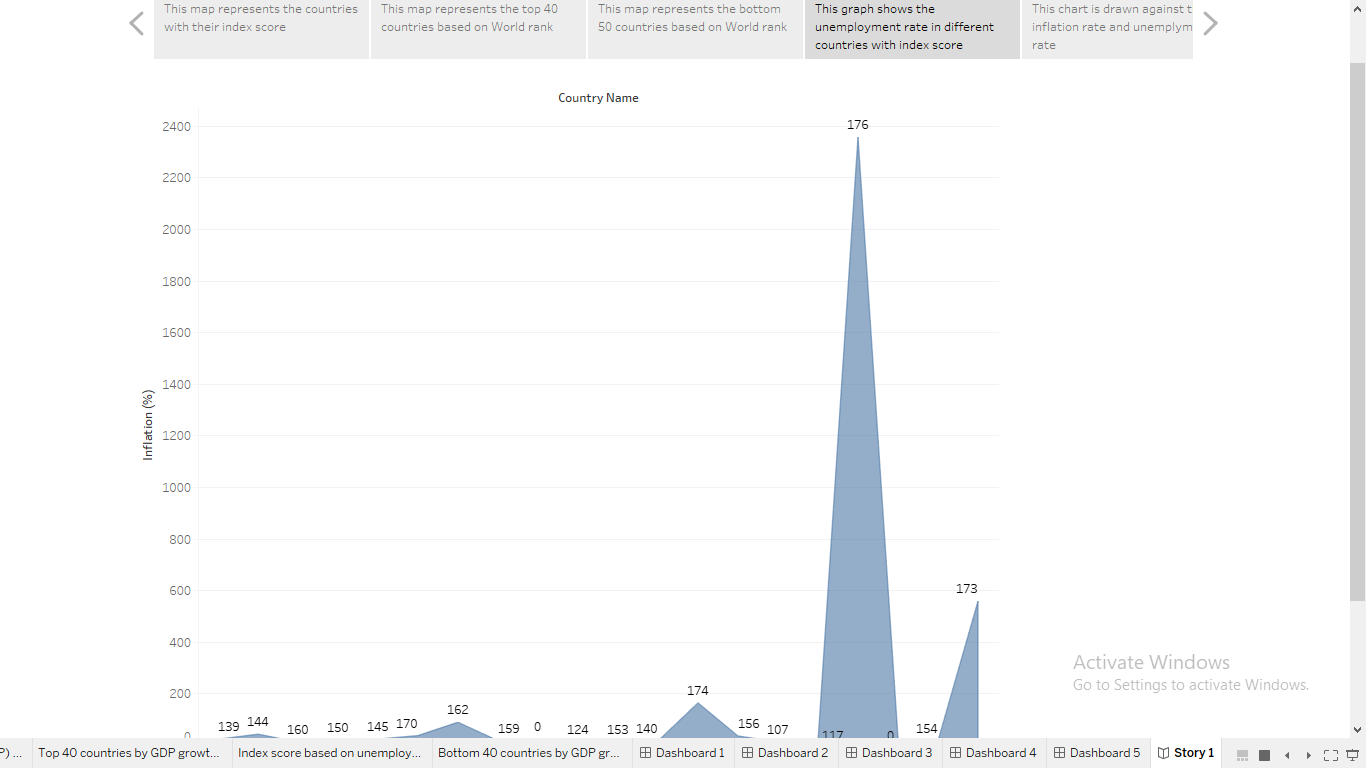 This map represents the countries
with their index score
This map represents the top 40
countries based on World rank
This map represents the bottom
50 countries based on World rank
This graph shows the
unemployment rate in different
countries with index score
This chart is drawn against t
inflation rate and unemplym
rate
Country Name
2400
2200
2000
1800
1600
1400
1200
1000
800
600
400
200
0
Inflation (%)
139 144 160 150 145 170 162 159 0 124 153 140 174 156 107 117 176 0 154 173
Activate Windows
Go to Settings to activate Windows.
P) ... Top 40 countries by GDP growt... Index score based on unemploy... Bottom 40 countries by GDP gr... Dashboard 1 Dashboard 2 Dashboard 3 Dashboard 4 Dashboard 5 Story 1